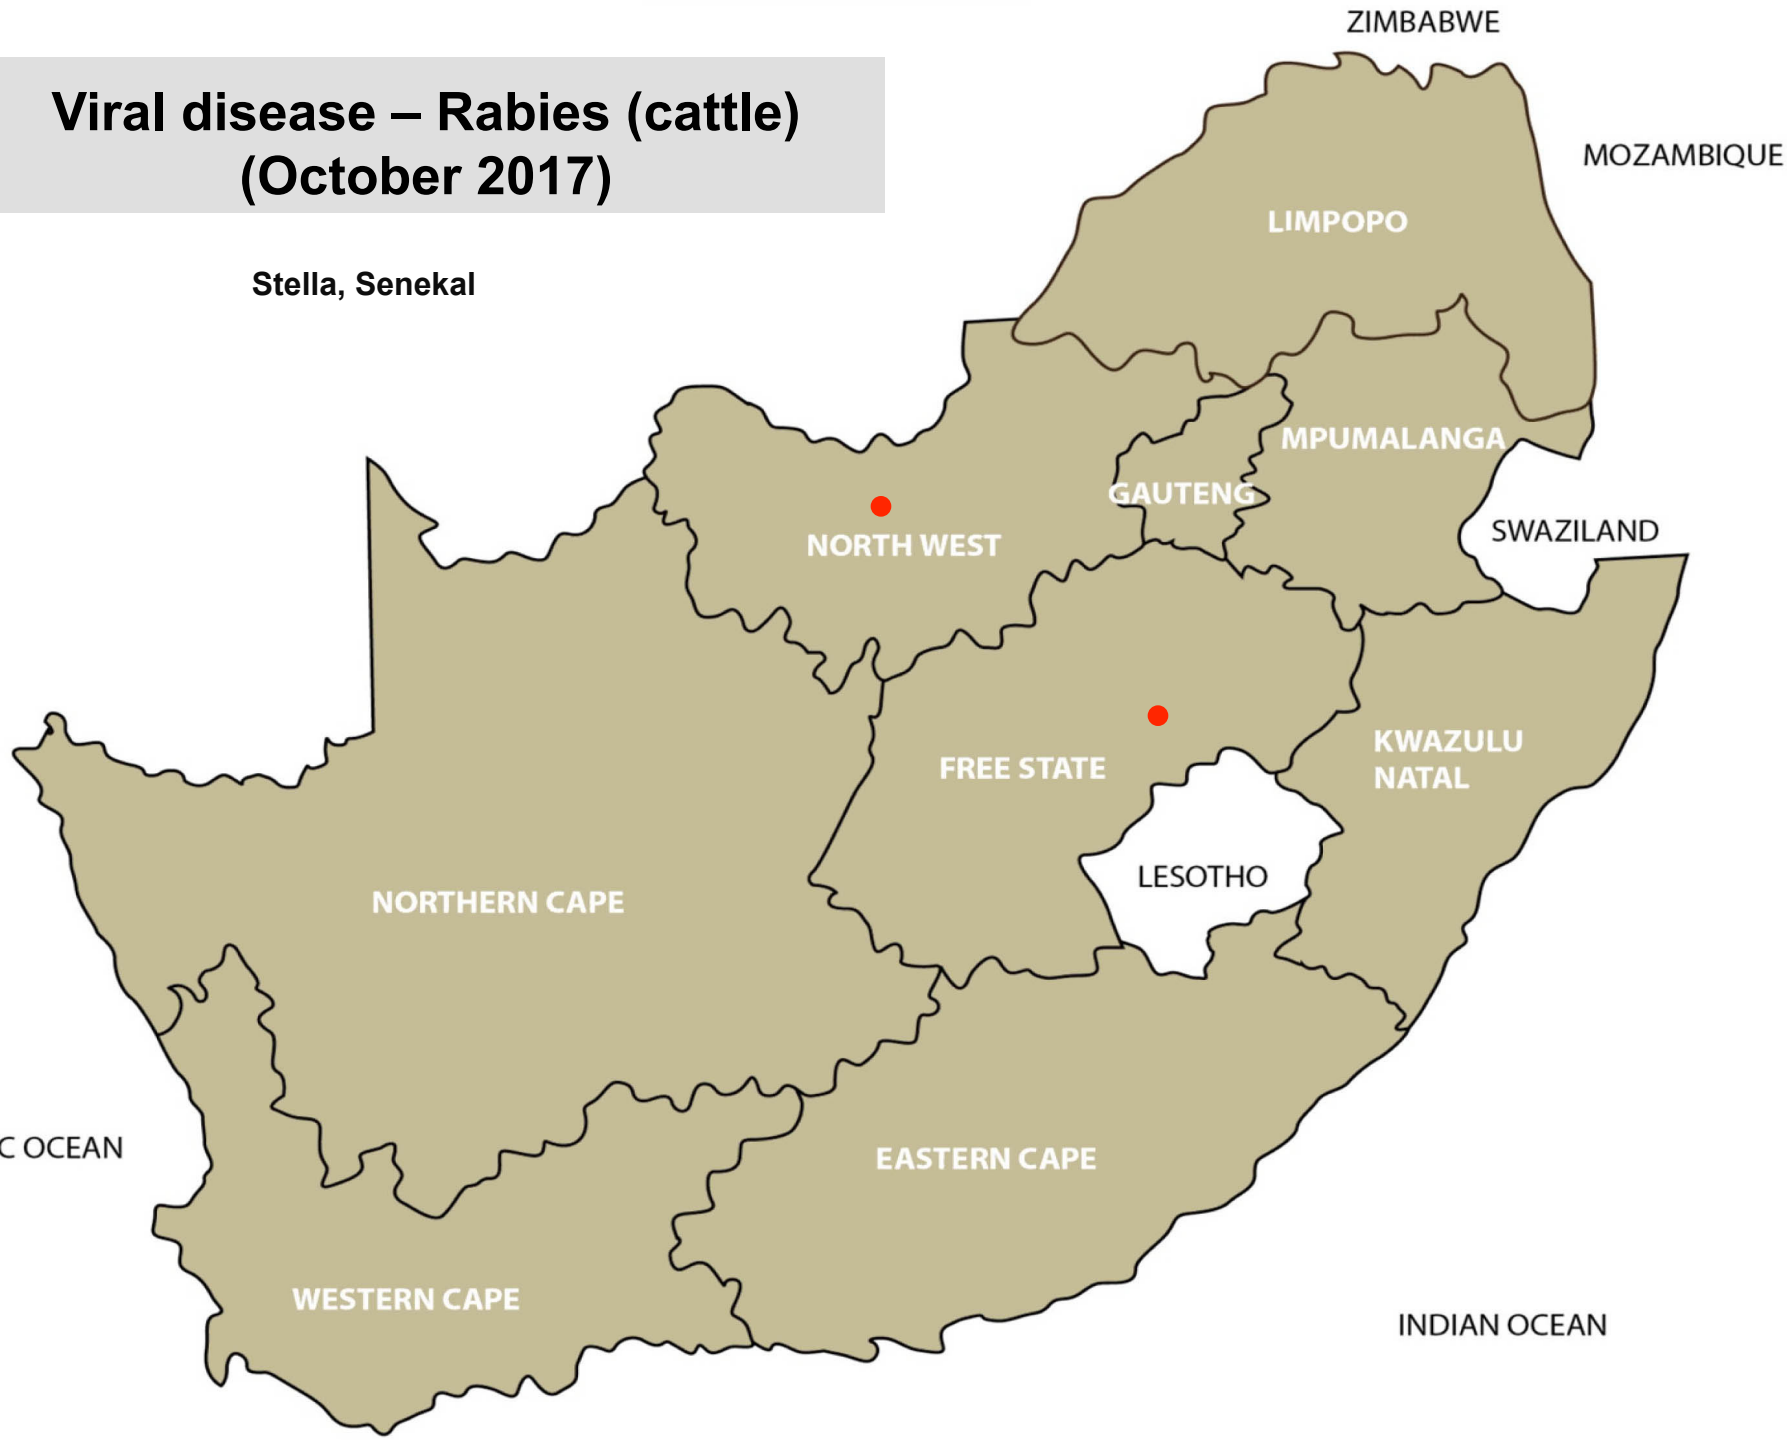 ZIMBABWE
Viral disease – Rabies (cattle)
(October 2017)
MOZAMBIQUE
LIMPOPO
Stella, Senekal
MPUMALANGA
GAUTENG
SWAZILAND
NORTH WEST
KWAZULU
NATAL
FREE STATE
LESOTHO
NORTHERN CAPE
C OCEAN
EASTERN CAPE
WESTERN CAPE
INDIAN OCEAN